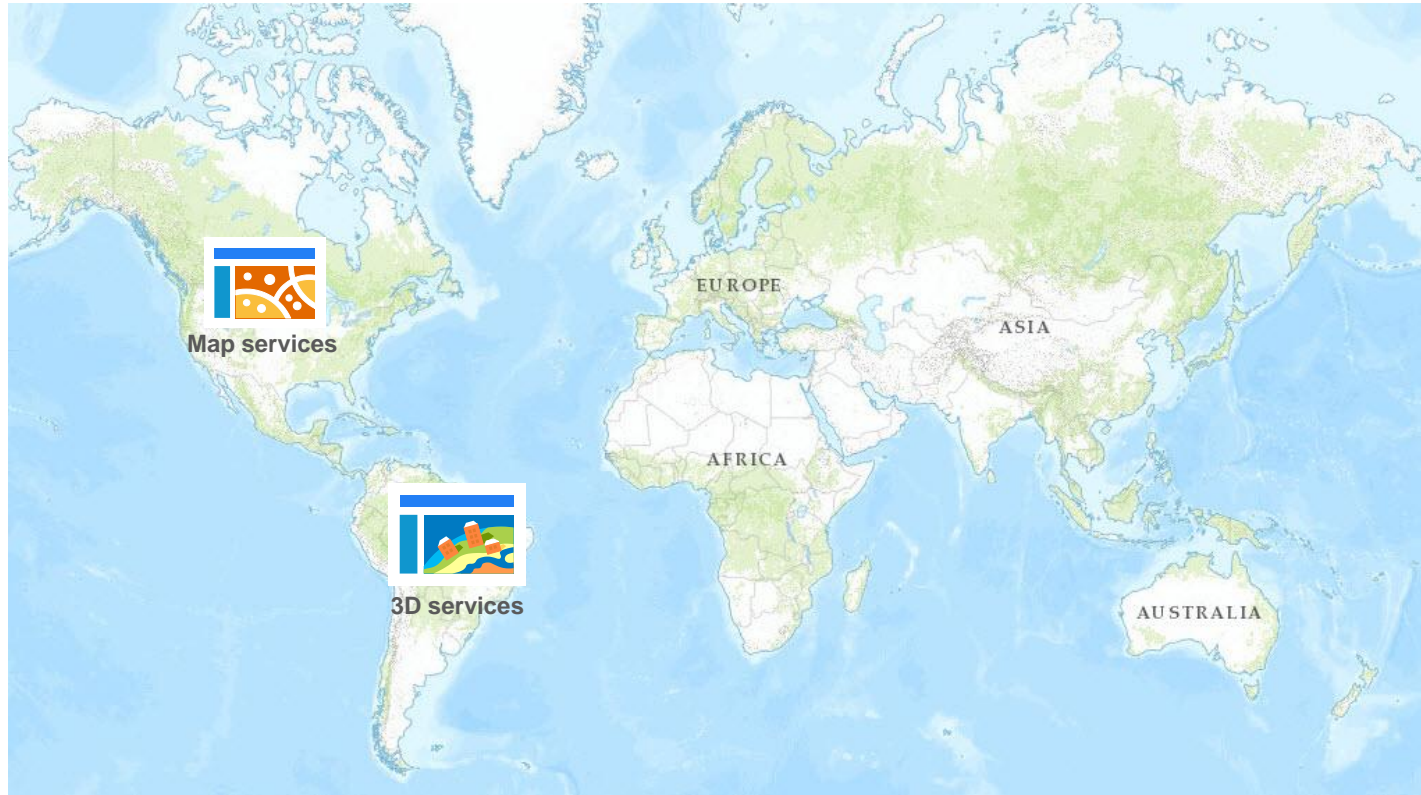 EUROPE
ASIA
Map services
AFRICA
3D services
AUSTRALIA